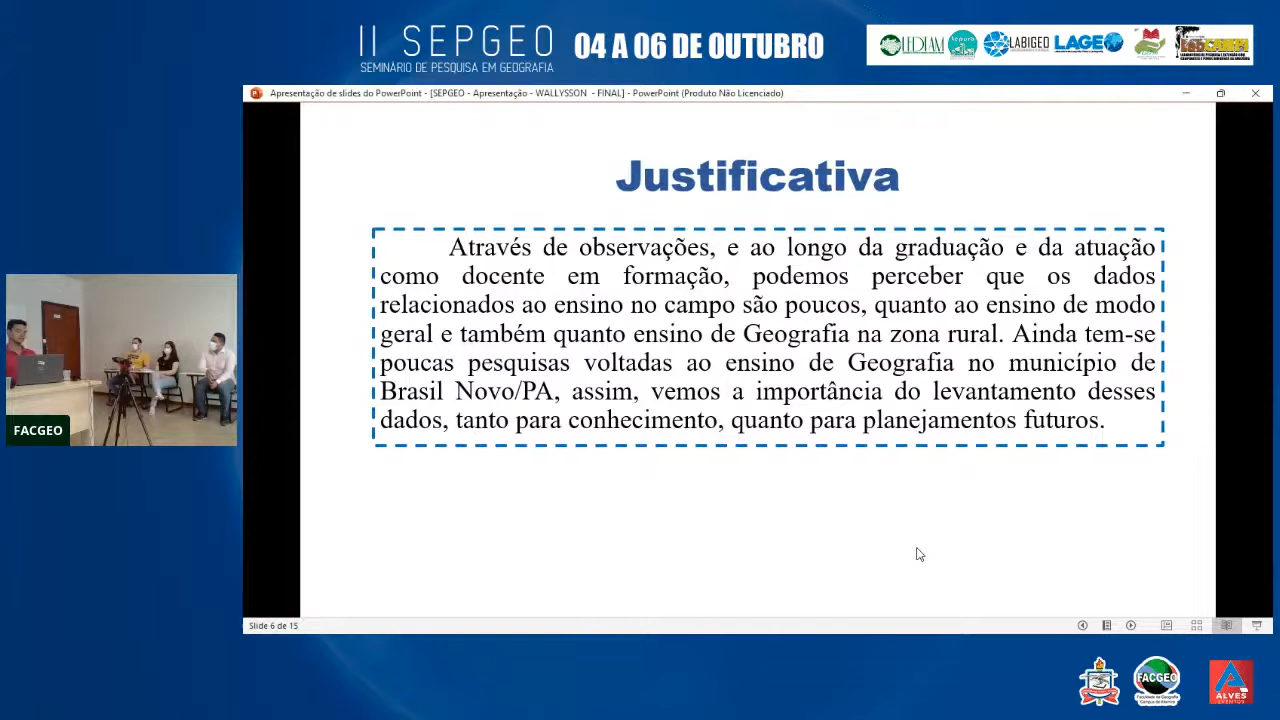 II SEPGEO
SEMINÁRIO DE PESQUISA EM GEOGRAFIA
04 A 06 DE OUTUBRO
LEDTAM
LABIGEO
LAGEO
Apresentação de slides do PowerPoint - [SEPGEO - Apresentação - WALLYSSON - FINAL] - PowerPoint (Produto Não Licenciado)
Justificativa
Através de observações, e ao longo da graduação e da atuação
como docente em formação, podemos perceber que os dados
relacionados ao ensino no campo são poucos, quanto ao ensino de modo
geral e também quanto ensino de Geografia na zona rural. Ainda tem-se
poucas pesquisas voltadas ao ensino de Geografia no município de
Brasil Novo/PA, assim, vemos a importância do levantamento desses
dados, tanto para conhecimento, quanto para planejamentos futuros.
FACGEO
Slide 6 de 15
FACGEO
ALVES
EVENTOS